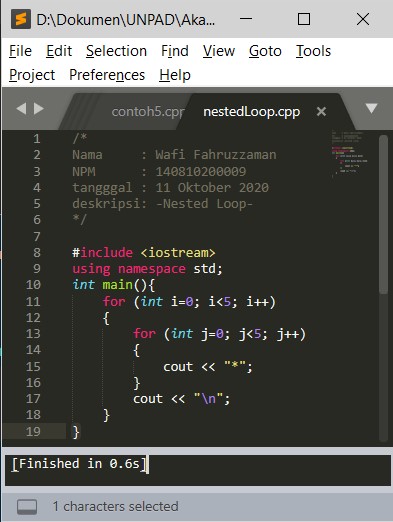 D:\Dokumen\UNPAD\Aka...
File Edit Selection Find View Goto Tools
Project Preferences Help
contoh5.cpp nestedLoop.cpp ×
1 /*
2 Nama : Wafi Fahruzzaman
3 NPM : 140810200009
4 tangggal : 11 Oktober 2020
5 deskripsi: -Nested Loop-
6 */
7
8 #include <iostream>
9 using namespace std;
10 int main(){
11 for (int i=0; i<5; i++)
12 {
13 for (int j=0; j<5; j++)
14 {
15 cout << "*";
16 }
17 cout << "\n";
18 }
19 }
[Finished in 0.6s]
1 characters selected